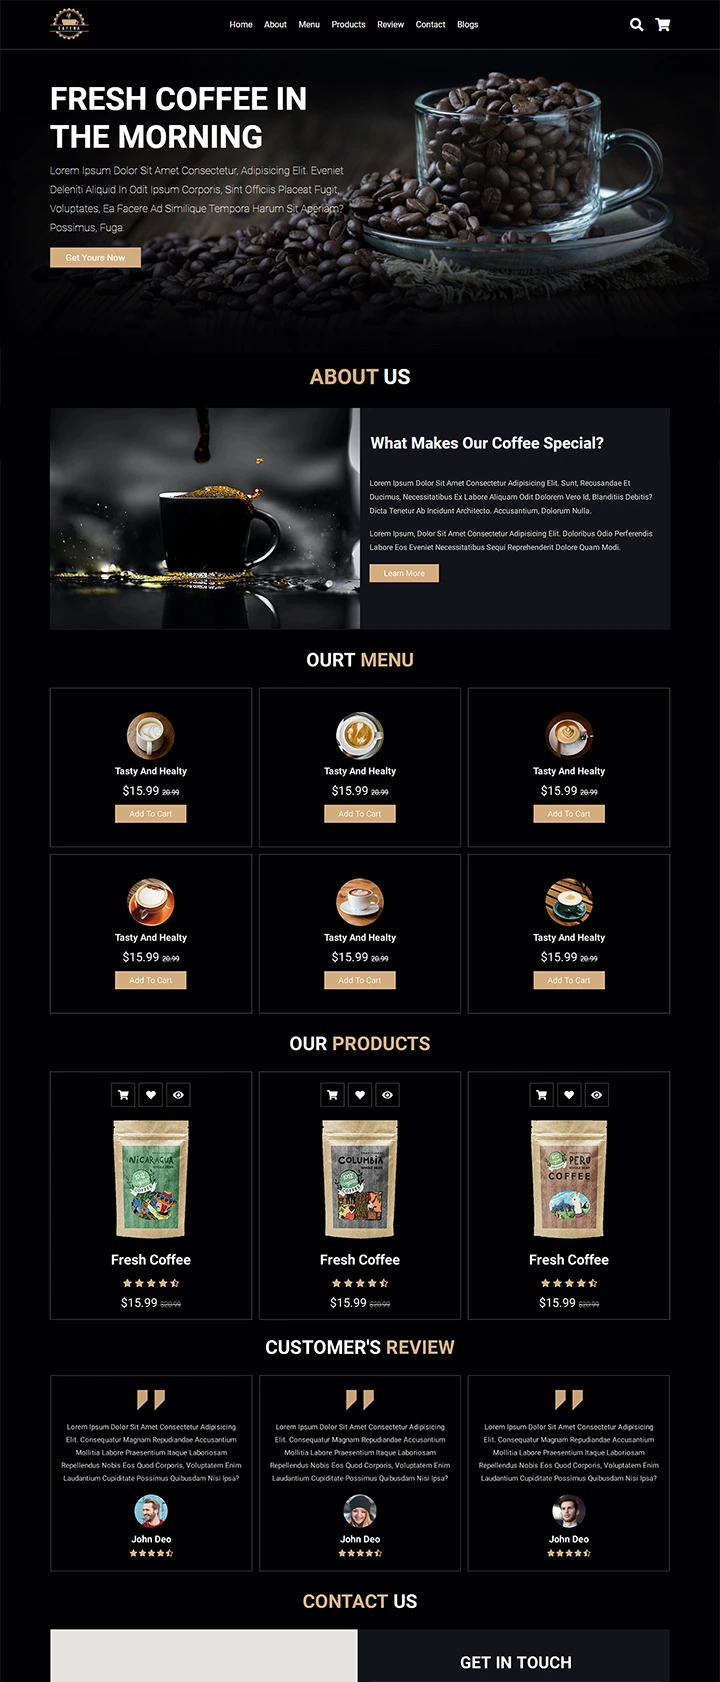 Home About Menu Products Review Contact Blogs
FRESH COFFEE IN
THE MORNING
Lorem Ipsum Dolor Sit Amet Consectetur, Adipisicing Elit. Eveniet
Deleniti Aliquid In Odit Ipsum Corporis, Sint Officiis Placeat Fugit,
Voluptates, Ea Facere Ad Similique Tempora Harum Sit Aperiam?
Possimus, Fuga.
Get Yours Now
ABOUT US
What Makes Our Coffee Special?
Lorem Ipsum Dolor Sit Amet Consectetur Adipisicing Elit. Sunt, Recusandae Et
Ducimus, Necessitatibus Ex Labore Aliquam Odit Dolorem Vero Id, Blanditiis Debitis?
Dicta Tenetur Ab Incidunt Architecto. Accusantium, Dolorum Nulla.
Lorem Ipsum, Dolor Sit Amet Consectetur Adipisicing Elit. Doloribus Odio Perferendis
Labore Eos Eveniet Necessitatibus Sequi Reprehenderit Dolore Quam Modi.
Learn More
OURT MENU
Tasty And Healty Tasty And Healty Tasty And Healty
$15.99 20.99 $15.99 20.99 $15.99 20.99
Add To Cart Add To Cart Add To Cart
Tasty And Healty Tasty And Healty Tasty And Healty
$15.99 20.99 $15.99 20.99 $15.99 20.99
Add To Cart Add To Cart Add To Cart
OUR PRODUCTS
NICARAGUA
COLUMBIA
PERU
COFFEE
Fresh Coffee Fresh Coffee Fresh Coffee
$15.99 $20.99 $15.99 $20.99 $15.99 $20.99
CUSTOMER'S REVIEW
Lorem Ipsum Dolor Sit Amet Consectetur Adipisicing
Elit. Consequatur Magnam Repudiandae Accusantium
Mollitia Labore Praesentium Itaque Laboriosam
Repellendus Nobis Eos Quod Corporis, Voluptatem Enim
Laudantium Cupiditate Possimus Quibusdam Nisi Ipsa?
John Deo
Lorem Ipsum Dolor Sit Amet Consectetur Adipisicing
Elit. Consequatur Magnam Repudiandae Accusantium
Mollitia Labore Praesentium Itaque Laboriosam
Repellendus Nobis Eos Quod Corporis, Voluptatem Enim
Laudantium Cupiditate Possimus Quibusdam Nisi Ipsa?
John Deo
Lorem Ipsum Dolor Sit Amet Consectetur Adipisicing
Elit. Consequatur Magnam Repudiandae Accusantium
Mollitia Labore Praesentium Itaque Laboriosam
Repellendus Nobis Eos Quod Corporis, Voluptatem Enim
Laudantium Cupiditate Possimus Quibusdam Nisi Ipsa?
John Deo
CONTACT US
GET IN TOUCH